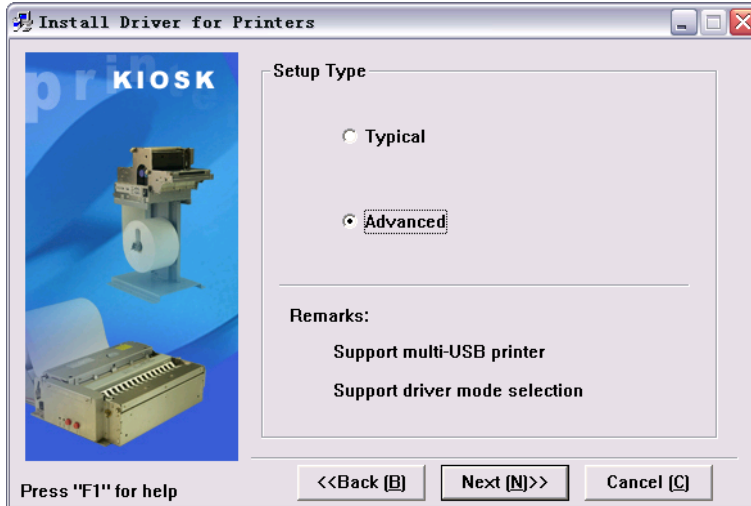 Install Driver for Printers
printer
KIOSK
Setup Type
Typical
Advanced
Remarks:
Support multi-USB printer
Support driver mode selection
Press "F1" for help
<<Back (B)
Next (N)>>
Cancel (C)